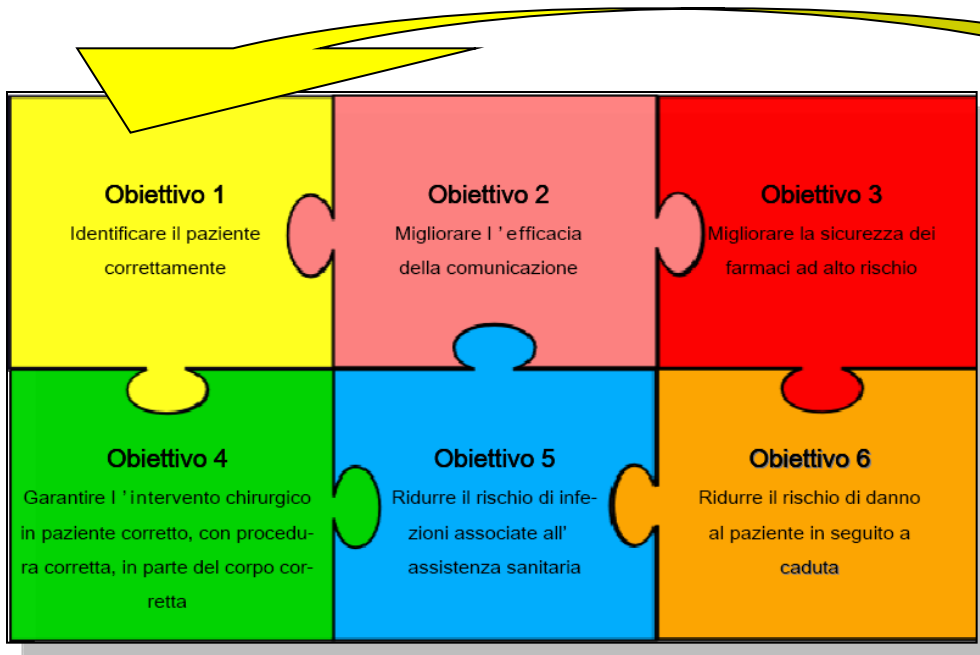 Obiettivo 1
Identificare il paziente
correttamente
Obiettivo 2
Migliorare l ’ efficacia
della comunicazione
Obiettivo 3
Migliorare la sicurezza dei
farmaci ad alto rischio
Obiettivo 4
Garantire l ’ intervento chirurgico
in paziente corretto, con procedu-
ra corretta, in parte del corpo cor-
retta
Obiettivo 5
Ridurre il rischio di infe-
zioni associate all’
assistenza sanitaria
Obiettivo 6
Ridurre il rischio di danno
al paziente in seguito a
caduta